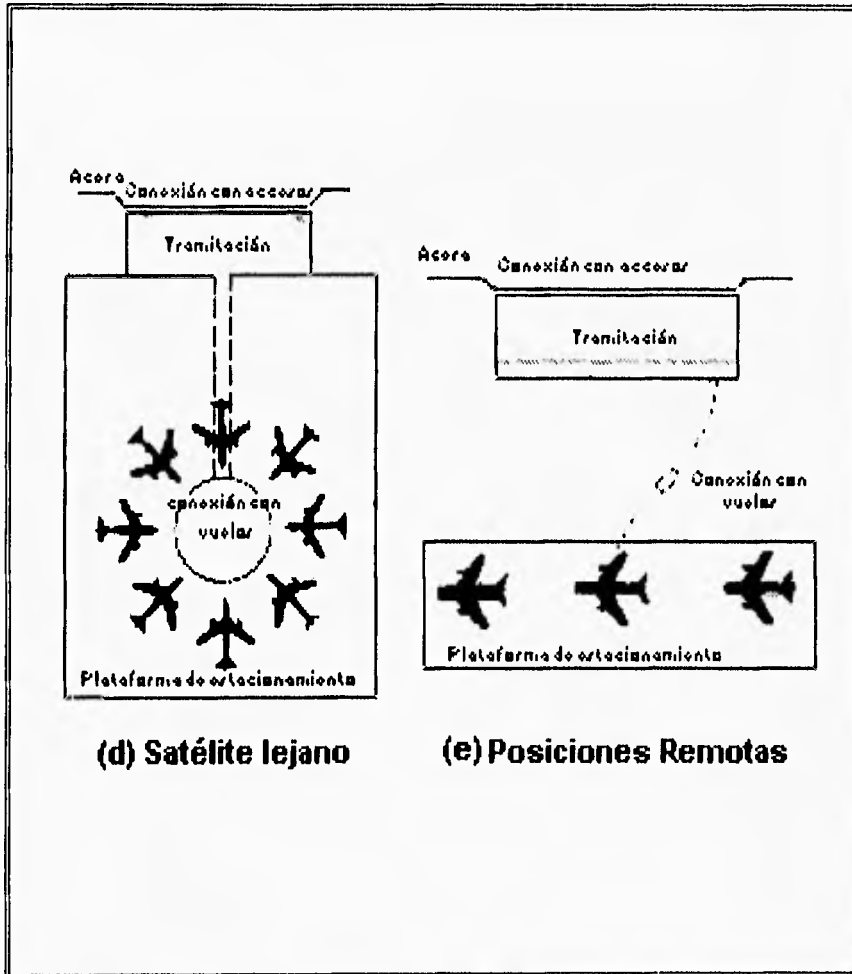 Acera
Conexión con accesos
Tramitación
conexión con
vuelos
Plataforma de estacionamiento
(d) Satélite lejano
Acera
Conexión con accesos
Tramitación
Conexión con
vuelos
Plataforma de estacionamiento
(e) Posiciones Remotas